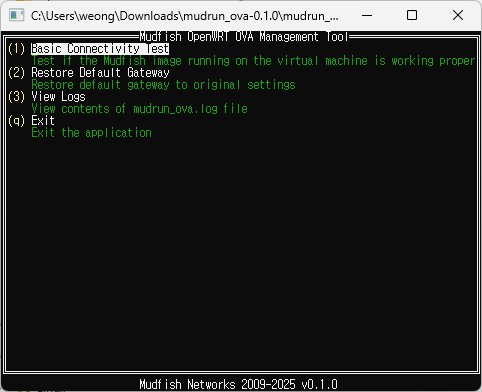 C:\Users\weong\Downloads\mudrun_ova-0.1.0\mudrun_...
Mudfish OpenWRT OVA Management Tool
(1) Basic Connectivity Test
Test if the Mudfish image running on the virtual machine is working proper
(2) Restore Default Gateway
Restore default gateway to original settings
(3) View Logs
View contents of mudrun_ova.log file
(q) Exit
Exit the application
Mudfish Networks 2009-2025 v0.1.0